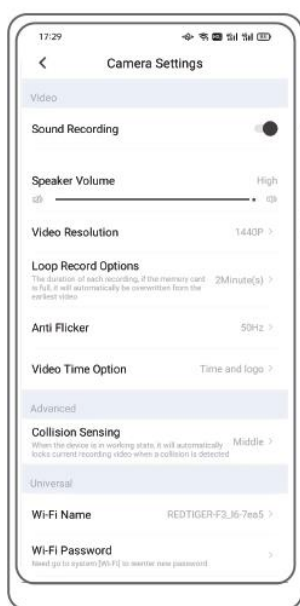 17:29
Camera Settings
Video
Sound Recording
Speaker Volume High
Video Resolution 1440P >
Loop Record Options
The duration of each recording, if the memory card
is full, it will automatically be overwritten from the
earliest video
2Minute(s) >
Anti Flicker 50Hz >
Video Time Option Time and logo >
Advanced
Collision Sensing
When the device is in working state, it will automatically
locks current recording video when a collision is detected
Middle >
Universal
Wi-Fi Name REDTIGER-F3_I6-7ea5 >
Wi-Fi Password
Need go to system [Wi-Fi] to reenter new password